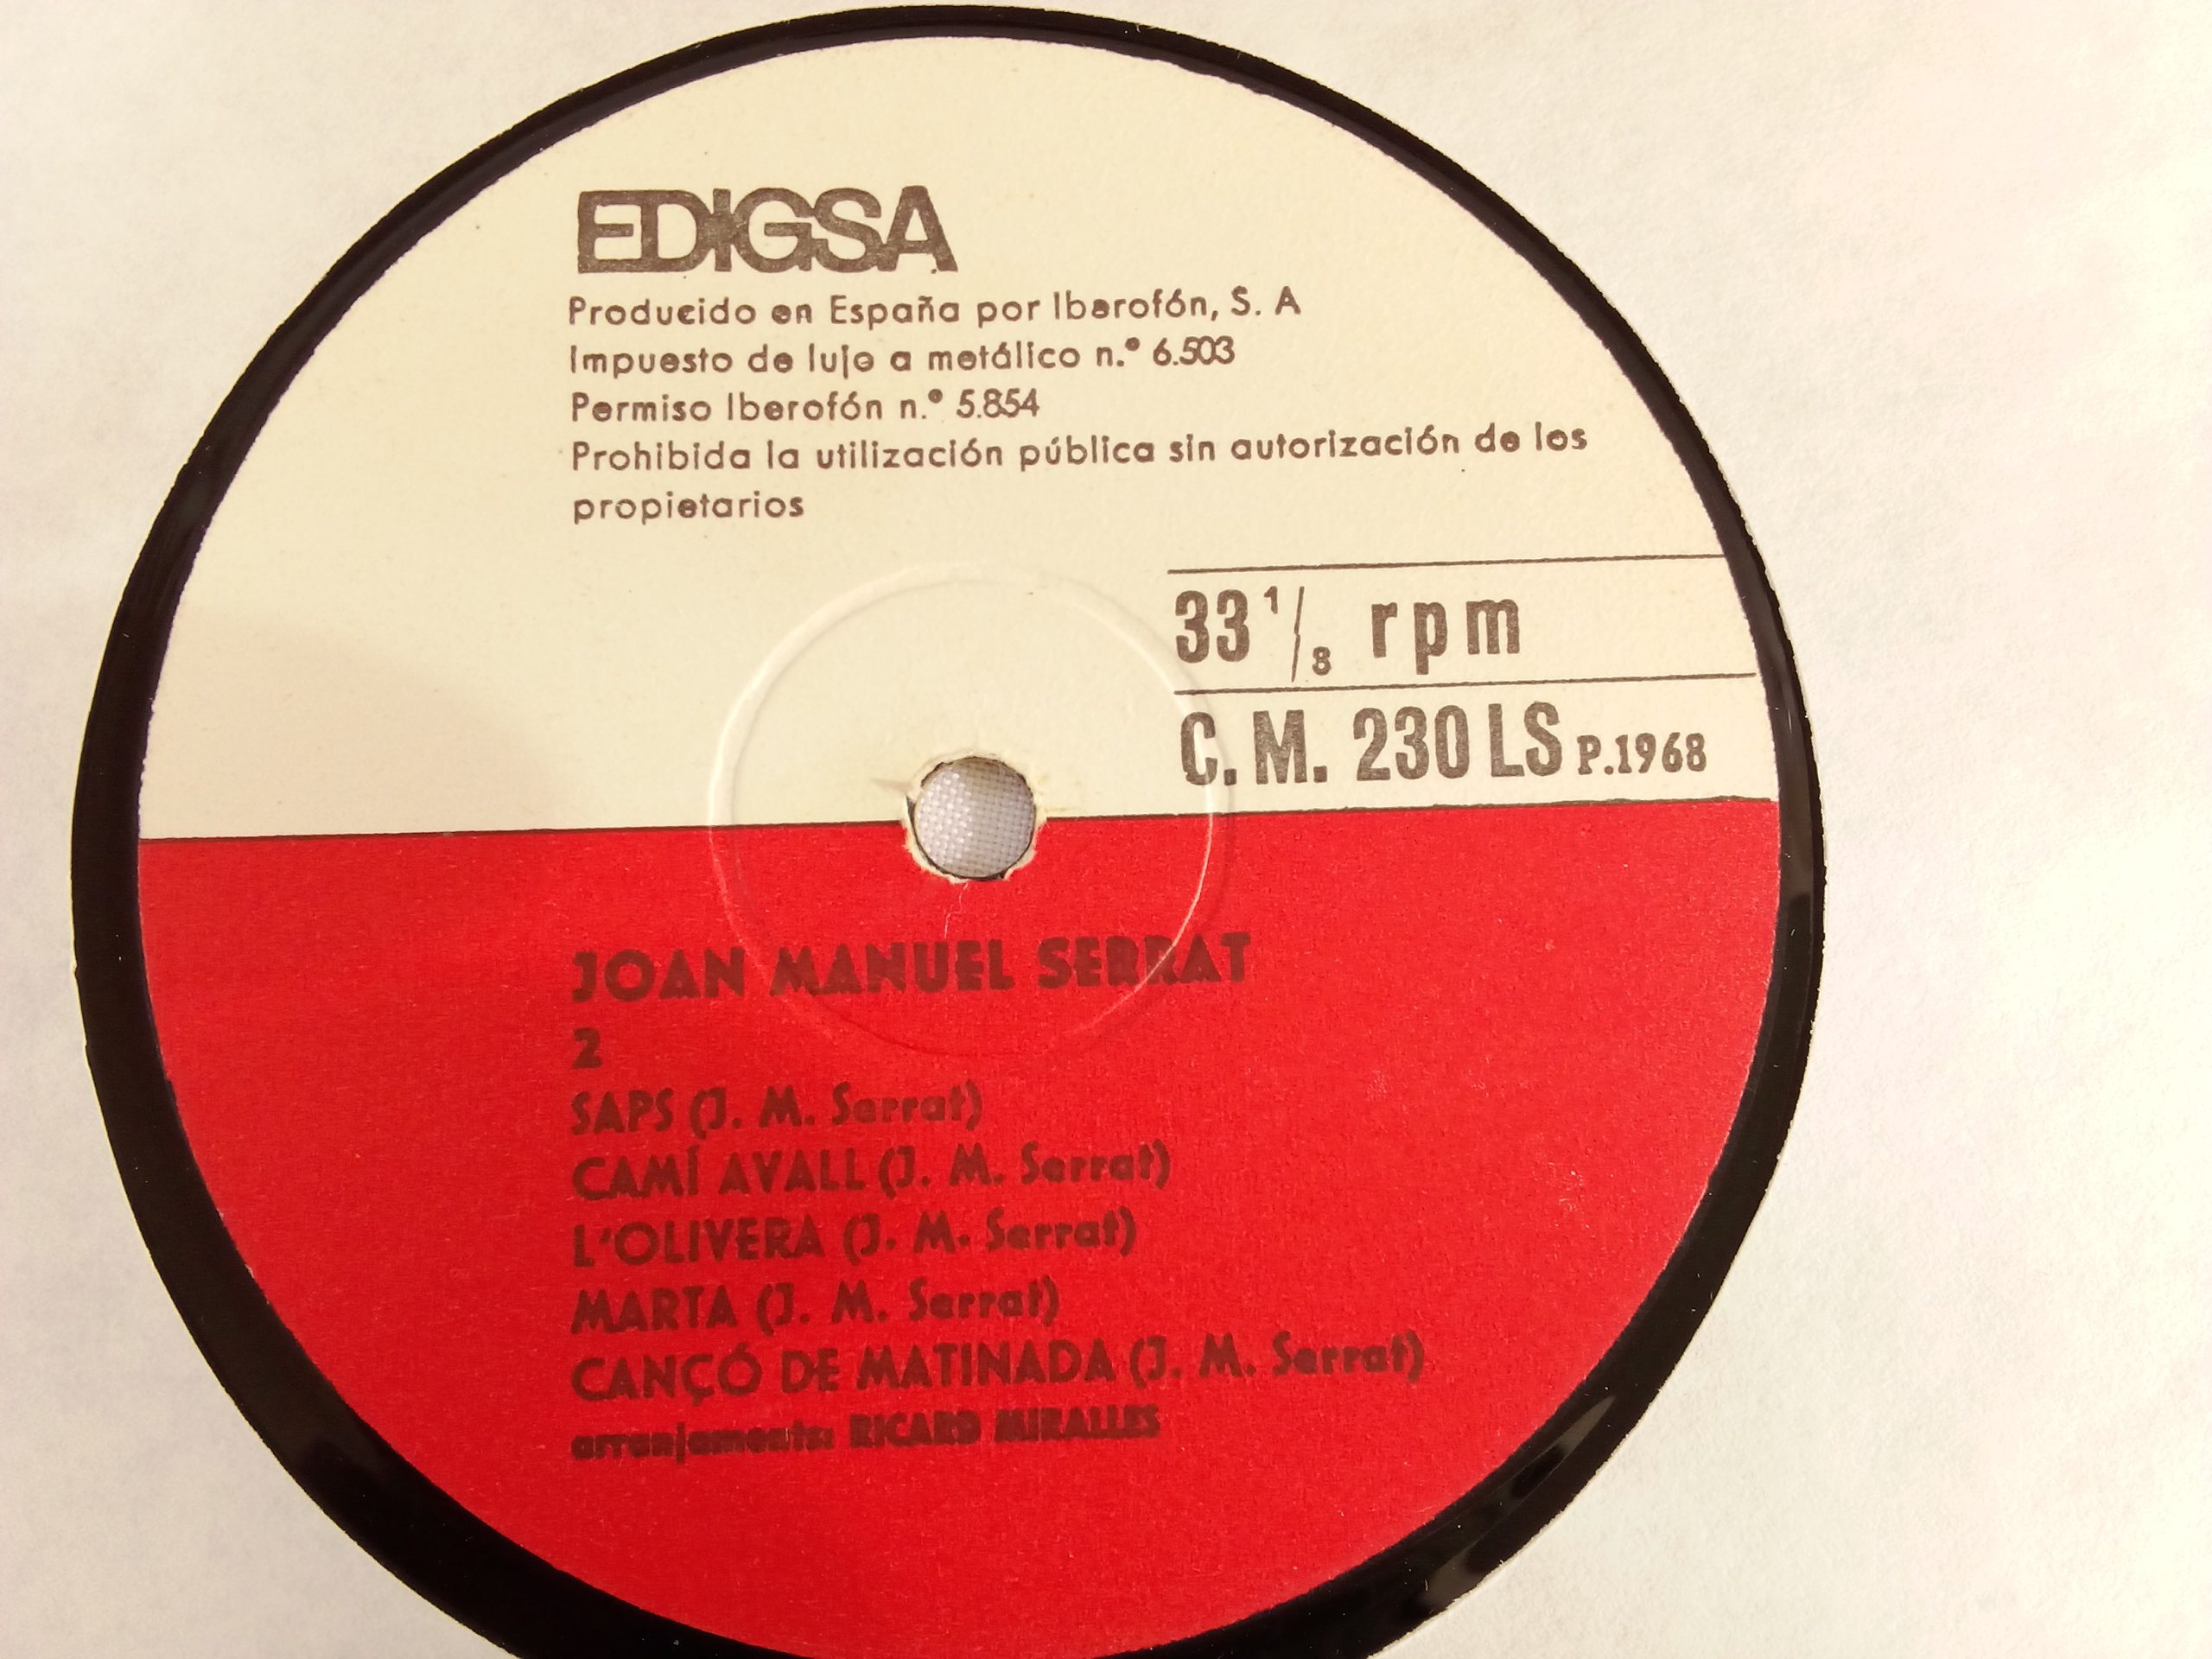 EDIGSA
Producido en España por Iberofón, S. A
Impuesto de lujo a metálico n.º 6.503
Permiso Iberofón n.º 5.854
Prohibida la utilización pública sin autorización de los
propietarios
33 1/3 rpm
C. M. 230 LS P.1968
JOAN MANUEL SERRAT
2
SAPS (J. M. Serrat)
CAMÍ AVALL (J. M. Serrat)
L'OLIVERA (J. M. Serrat)
MARTA (J. M. Serrat)
CANÇÓ DE MATINADA (J. M. Serrat)
arranjaments: RICARD MIRALLES